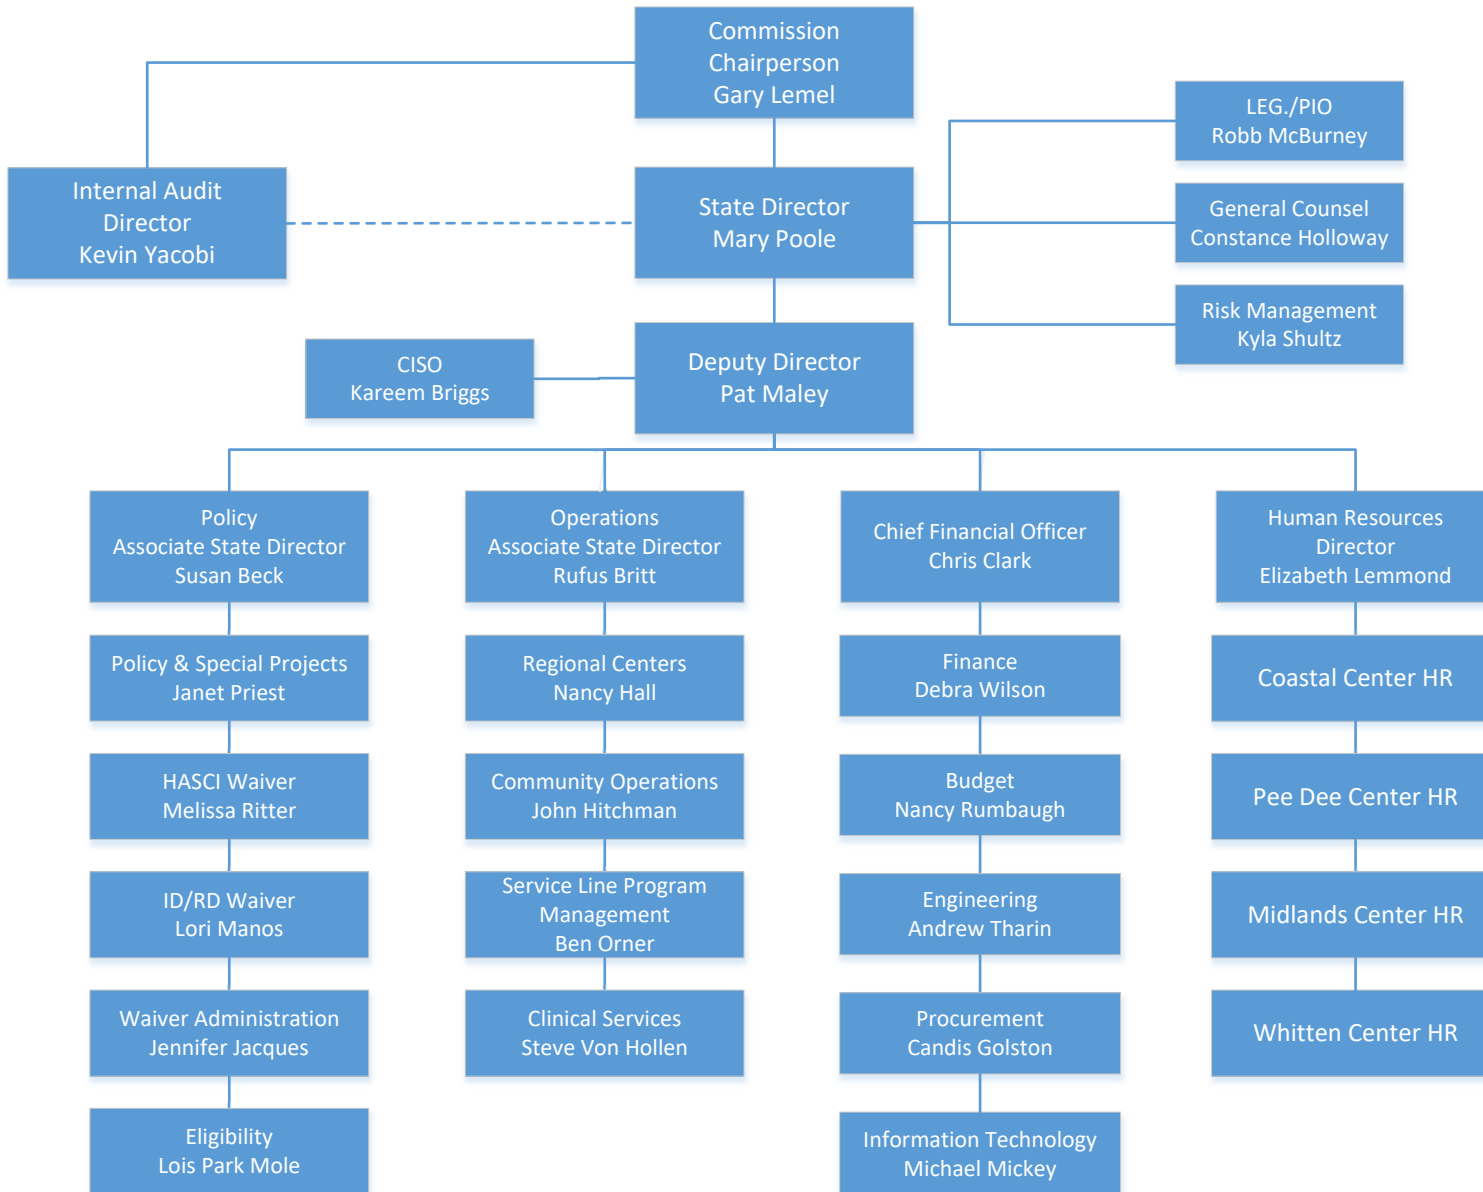 Commission
Chairperson
Gary Lemel
LEG./PIO
Robb McBurney
Internal Audit
Director
Kevin Yacobi
State Director
Mary Poole
General Counsel
Constance Holloway
Risk Management
Kyla Shultz
CISO
Kareem Briggs
Deputy Director
Pat Maley
Policy
Associate State Director
Susan Beck
Operations
Associate State Director
Rufus Britt
Chief Financial Officer
Chris Clark
Human Resources
Director
Elizabeth Lemmond
Policy & Special Projects
Janet Priest
Regional Centers
Nancy Hall
Finance
Debra Wilson
Coastal Center HR
HASCI Waiver
Melissa Ritter
Community Operations
John Hitchman
Budget
Nancy Rumbaugh
Pee Dee Center HR
ID/RD Waiver
Lori Manos
Service Line Program
Management
Ben Orner
Engineering
Andrew Tharin
Midlands Center HR
Waiver Administration
Jennifer Jacques
Clinical Services
Steve Von Hollen
Procurement
Candis Golston
Whitten Center HR
Eligibility
Lois Park Mole
Information Technology
Michael Mickey